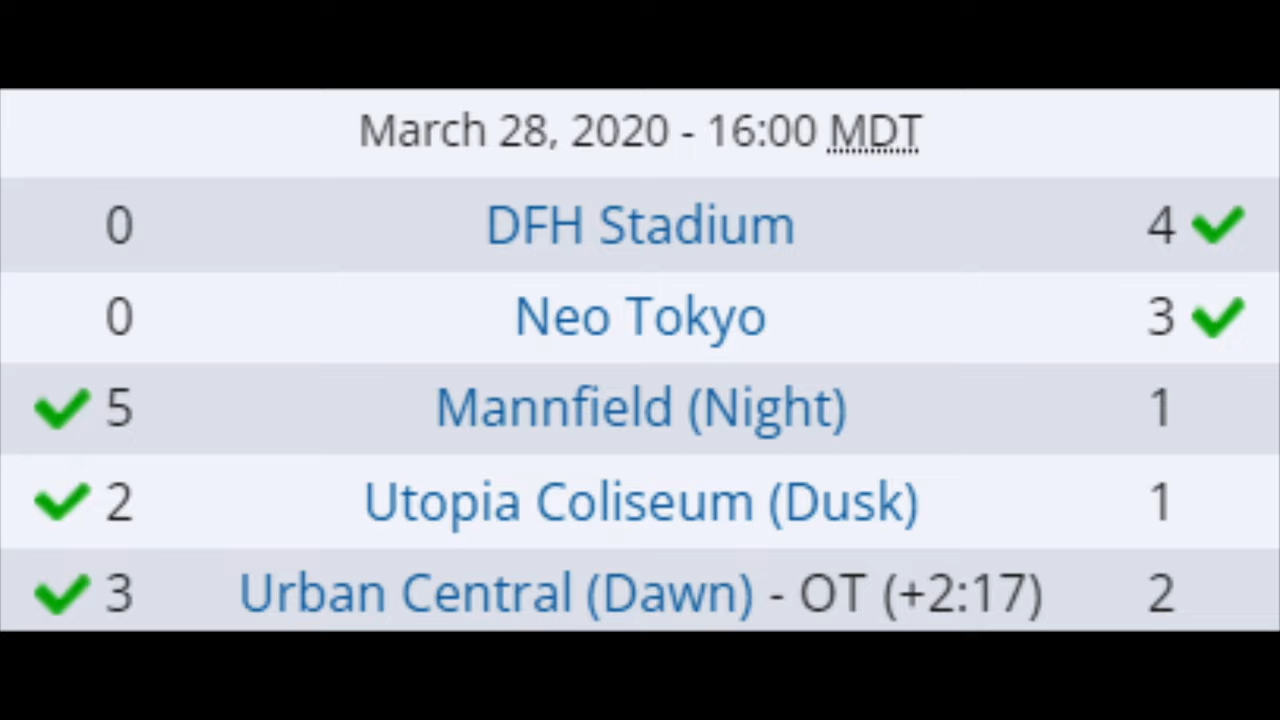 March 28, 2020 - 16:00 MDT
0 DFH Stadium 4
0 Neo Tokyo 3
5 Mannfield (Night) 1
2 Utopia Coliseum (Dusk) 1
3 Urban Central (Dawn) - OT (+2:17) 2